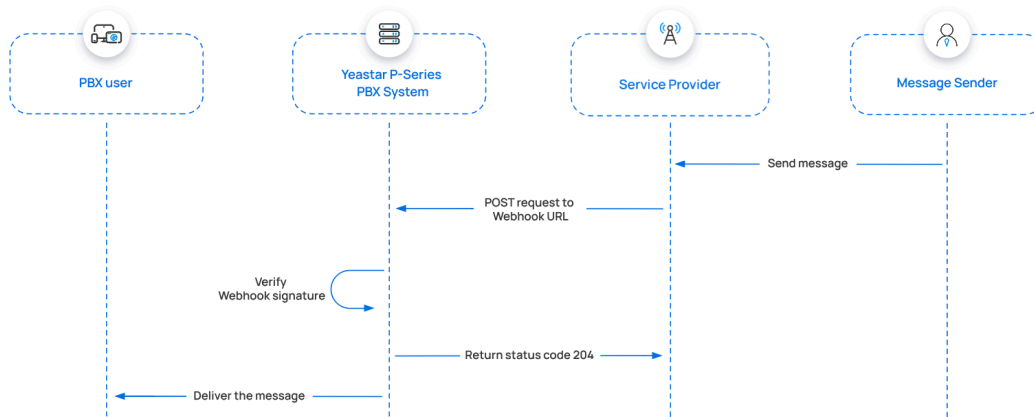 PBX user
Yeastar P-Series
PBX System
Service Provider
Message Sender
Send message
POST request to
Webhook URL
Verify
Webhook signature
Return status code 204
Deliver the message